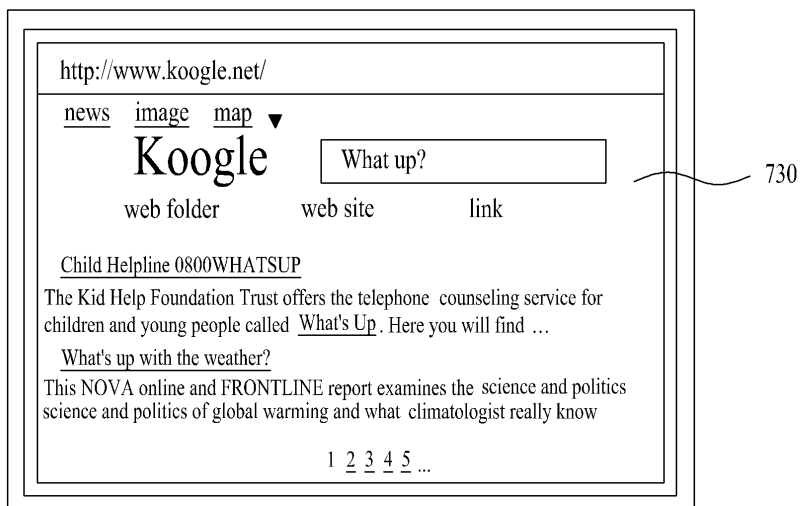 http://www.koogle.net/
news image map ▼
Koogle What up?
730
web folder web site link
Child Helpline 0800WHATSUP
The Kid Help Foundation Trust offers the telephone counseling service for
children and young people called What's Up. Here you will find ...
What's up with the weather?
This NOVA online and FRONTLINE report examines the science and politics
science and politics of global warming and what climatologist really know
1 2 3 4 5 ...